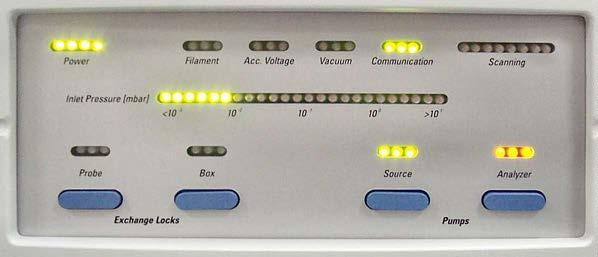 Power Filament Acc. Voltage Vacuum Communication Scanning
Inlet Pressure [mbar]
<10⁻³ 10⁻² 10⁻¹ 10⁰ >10¹
Probe Box Source Analyzer
Exchange Locks Pumps